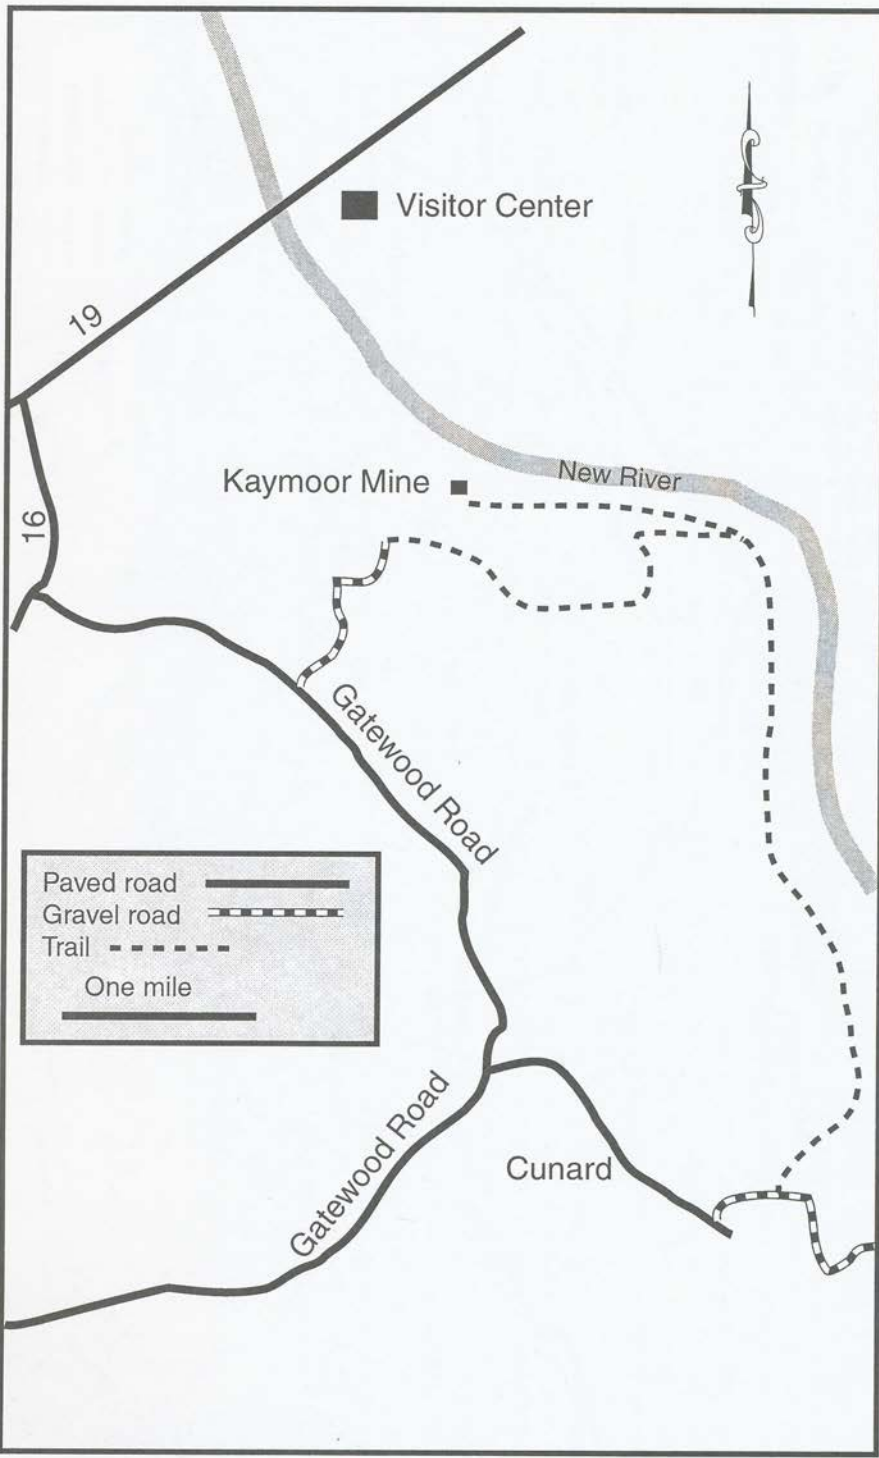 Visitor Center
19
Kaymoor Mine
New River
16
Gatewood Road
Paved road
Gravel road
Trail
One mile
Gatewood Road
Cunard